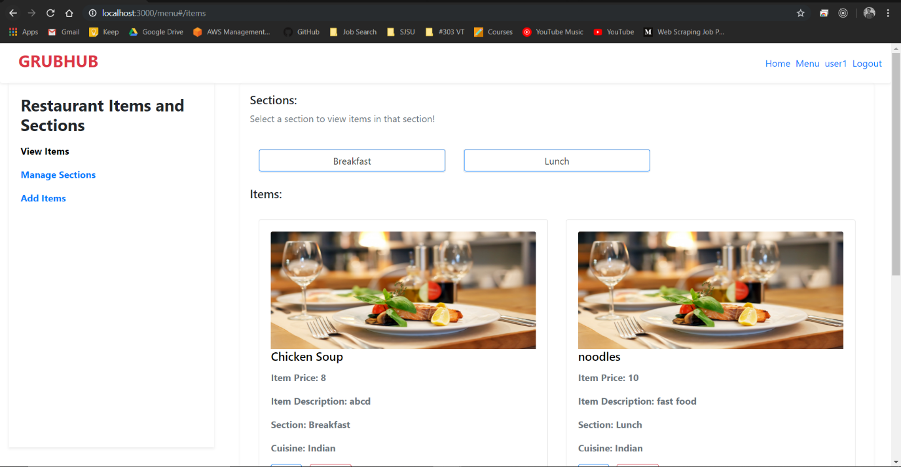 localhost:3000/menu#/items
Apps Gmail Keep Google Drive AWS Management... GitHub Job Search SJSU #303 VT Courses YouTube Music YouTube Web Scraping Job P...
GRUBHUB
Home Menu user1 Logout
Restaurant Items and
Sections
View Items
Manage Sections
Add Items
Sections:
Select a section to view items in that section!
Breakfast Lunch
Items:
Chicken Soup
Item Price: 8
Item Description: abcd
Section: Breakfast
Cuisine: Indian
noodles
Item Price: 10
Item Description: fast food
Section: Lunch
Cuisine: Indian